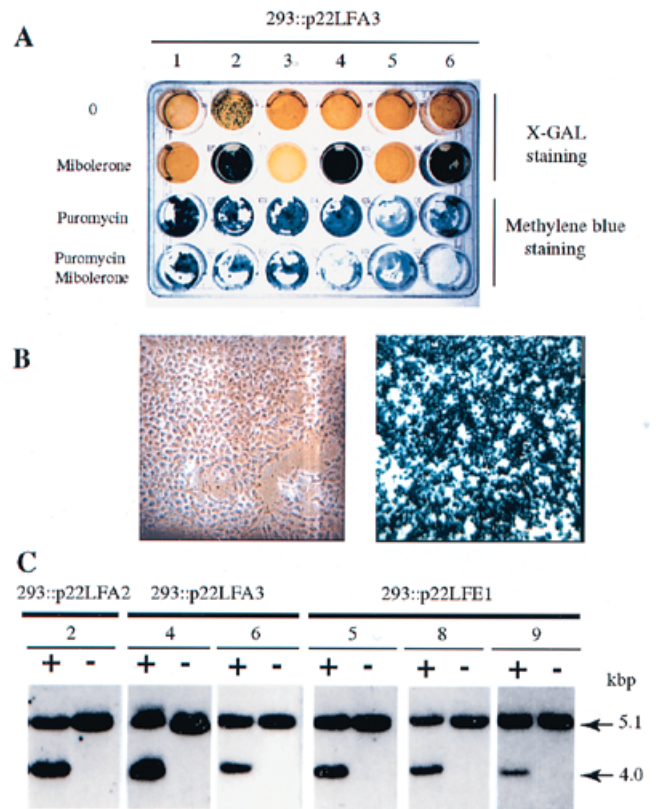 293::p22LFA3
A
1 2 3 4 5 6
0
Mibolerone
X-GAL
staining
Puromycin
Puromycin
Mibolerone
Methylene blue
staining
B
C
293::p22LFA2 293::p22LFA3 293::p22LFE1
2 4 6 5 8 9
+ - + - + - + - + - + -
kbp
5.1
4.0